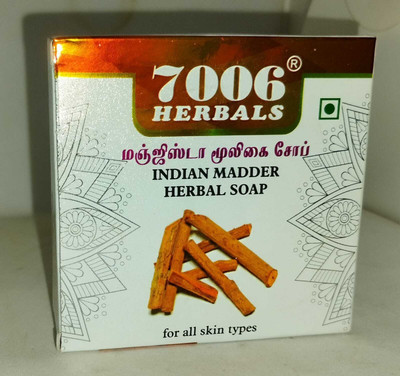 7006®
HERBALS
மஞ்ஜிஸ்டா மூலிகை சோப்
INDIAN MADDER
HERBAL SOAP
for all skin types